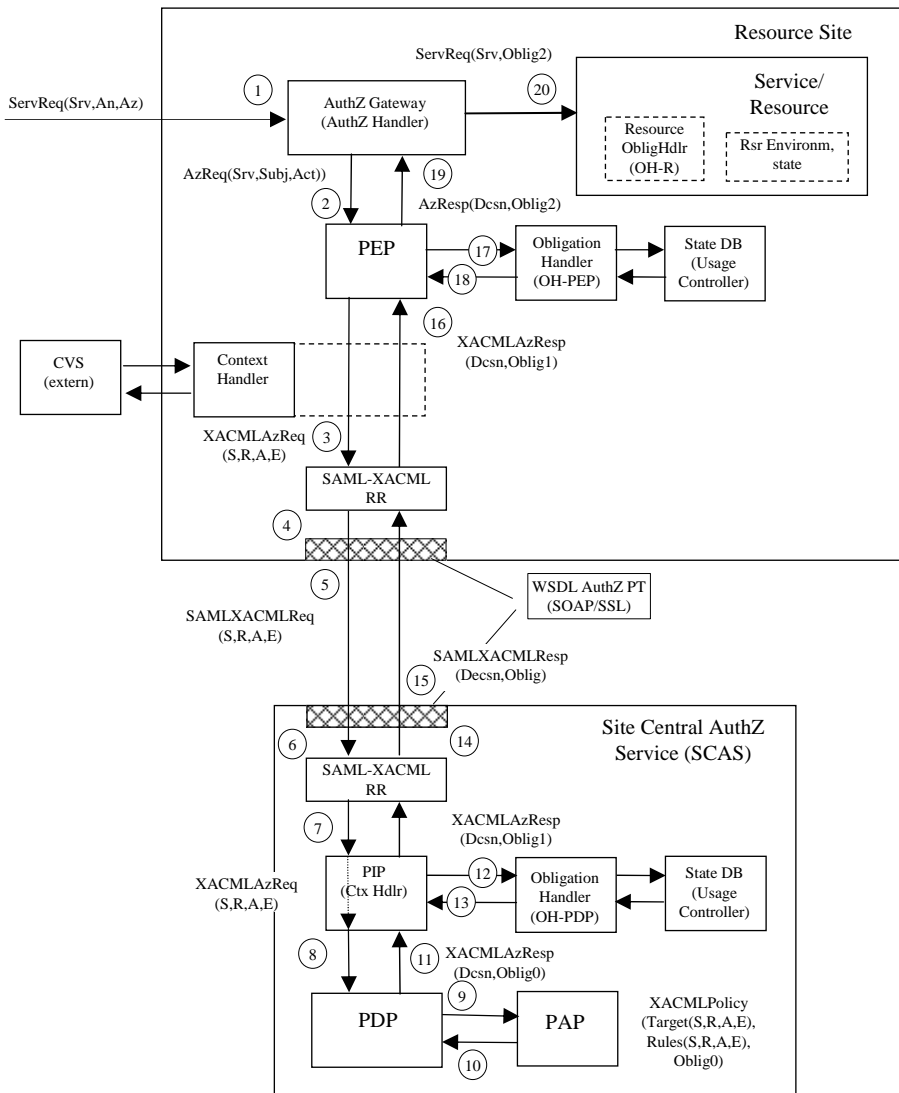 Resource Site
ServReq(Srv,Oblig2)
Service/
Resource
ServReq(Srv,An,Az)
1
20
AuthZ Gateway
(AuthZ Handler)
Resource
ObligHdlr
(OH-R)
Rsr Environm,
state
AzReq(Srv,Subj,Act))
19
2
AzResp(Dcsn,Oblig2)
PEP
17
18
Obligation
Handler
(OH-PEP)
State DB
(Usage
Controller)
16
XACMLAzResp
(Dcsn,Oblig1)
CVS
(extern)
Context
Handler
XACMLAzReq
(S,R,A,E)
3
SAML-XACML
RR
4
5
WSDL AuthZ PT
(SOAP/SSL)
SAMLXACMLReq
(S,R,A,E)
SAMLXACMLResp
(Decsn,Oblig)
15
Site Central AuthZ
Service (SCAS)
6
14
SAML-XACML
RR
7
XACMLAzResp
(Dcsn,Oblig1)
XACMLAzReq
(S,R,A,E)
PIP
(Ctx Hdlr)
12
13
Obligation
Handler
(OH-PDP)
State DB
(Usage
Controller)
8
11
XACMLAzResp
(Dcsn,Oblig0)
9
PDP
PAP
10
XACMLPolicy
(Target(S,R,A,E),
Rules(S,R,A,E),
Oblig0)